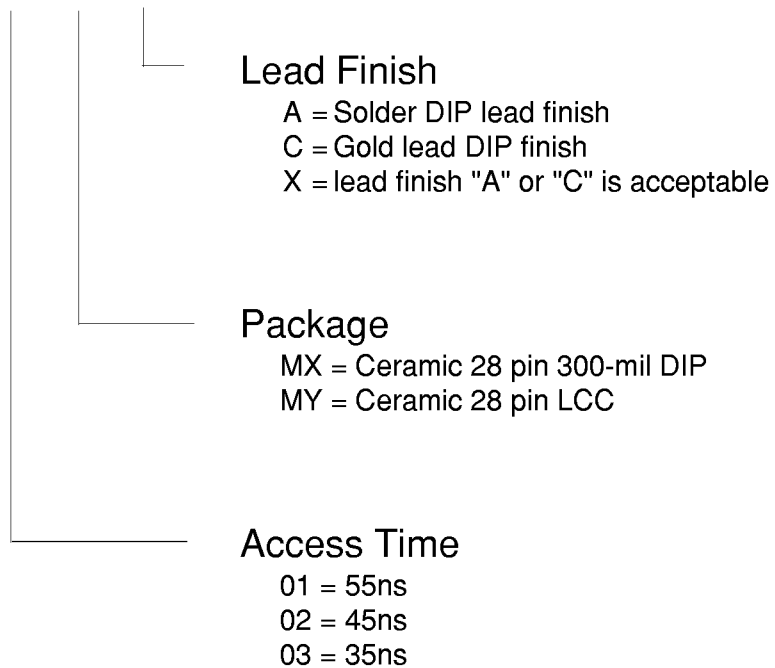 Lead Finish
A = Solder DIP lead finish
C = Gold lead DIP finish
X = lead finish "A" or "C" is acceptable
Package
MX = Ceramic 28 pin 300-mil DIP
MY = Ceramic 28 pin LCC
Access Time
01 = 55ns
02 = 45ns
03 = 35ns